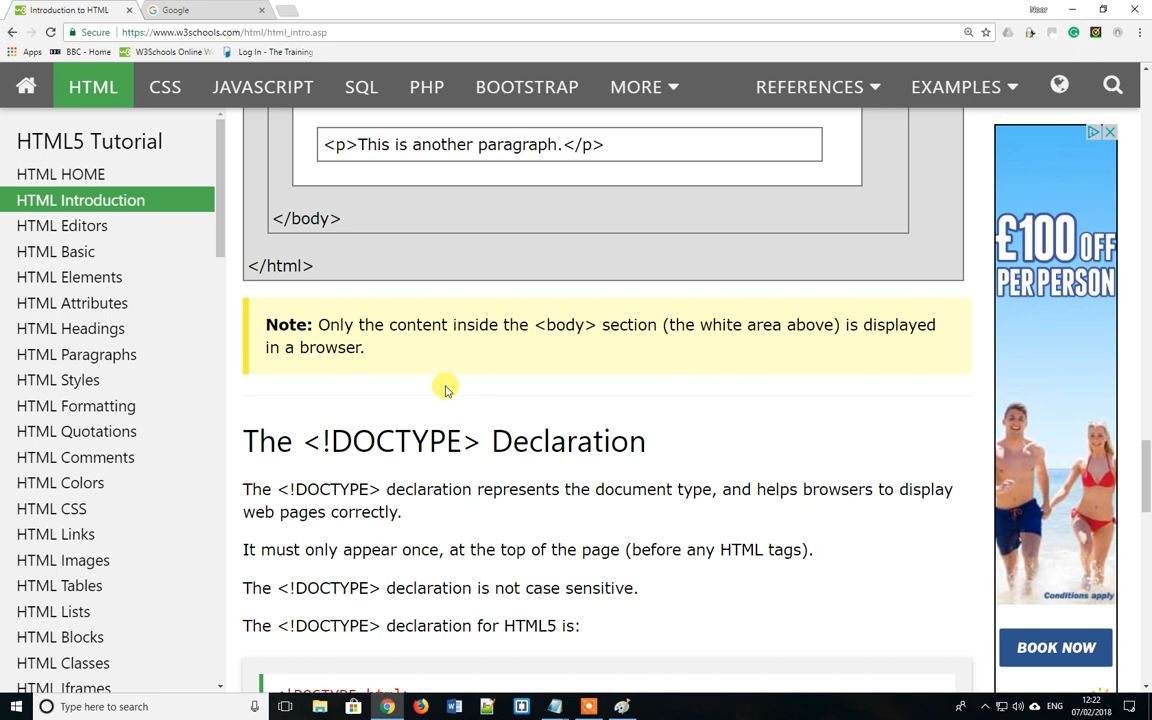 Introduction to HTML
Google
Noor
Secure
https://www.w3schools.com/html/html_intro.asp
Apps
BBC - Home
W3Schools Online W
Log In - The Training
HTML
CSS
JAVASCRIPT
SQL
PHP
BOOTSTRAP
MORE
REFERENCES
EXAMPLES
HTML5 Tutorial
HTML HOME
HTML Introduction
HTML Editors
HTML Basic
HTML Elements
HTML Attributes
HTML Headings
HTML Paragraphs
HTML Styles
HTML Formatting
HTML Quotations
HTML Comments
HTML Colors
HTML CSS
HTML Links
HTML Images
HTML Tables
HTML Lists
HTML Blocks
HTML Classes
HTML Iframes
<p>This is another paragraph.</p>
</body>
</html>
Note: Only the content inside the <body> section (the white area above) is displayed
in a browser.
The <!DOCTYPE> Declaration
The <!DOCTYPE> declaration represents the document type, and helps browsers to display
web pages correctly.
It must only appear once, at the top of the page (before any HTML tags).
The <!DOCTYPE> declaration is not case sensitive.
The <!DOCTYPE> declaration for HTML5 is:
<!DOCTYPE html>
£100 OFF
PER PERSON
Conditions apply
BOOK NOW
Type here to search
ENG
12:22
07/02/2018